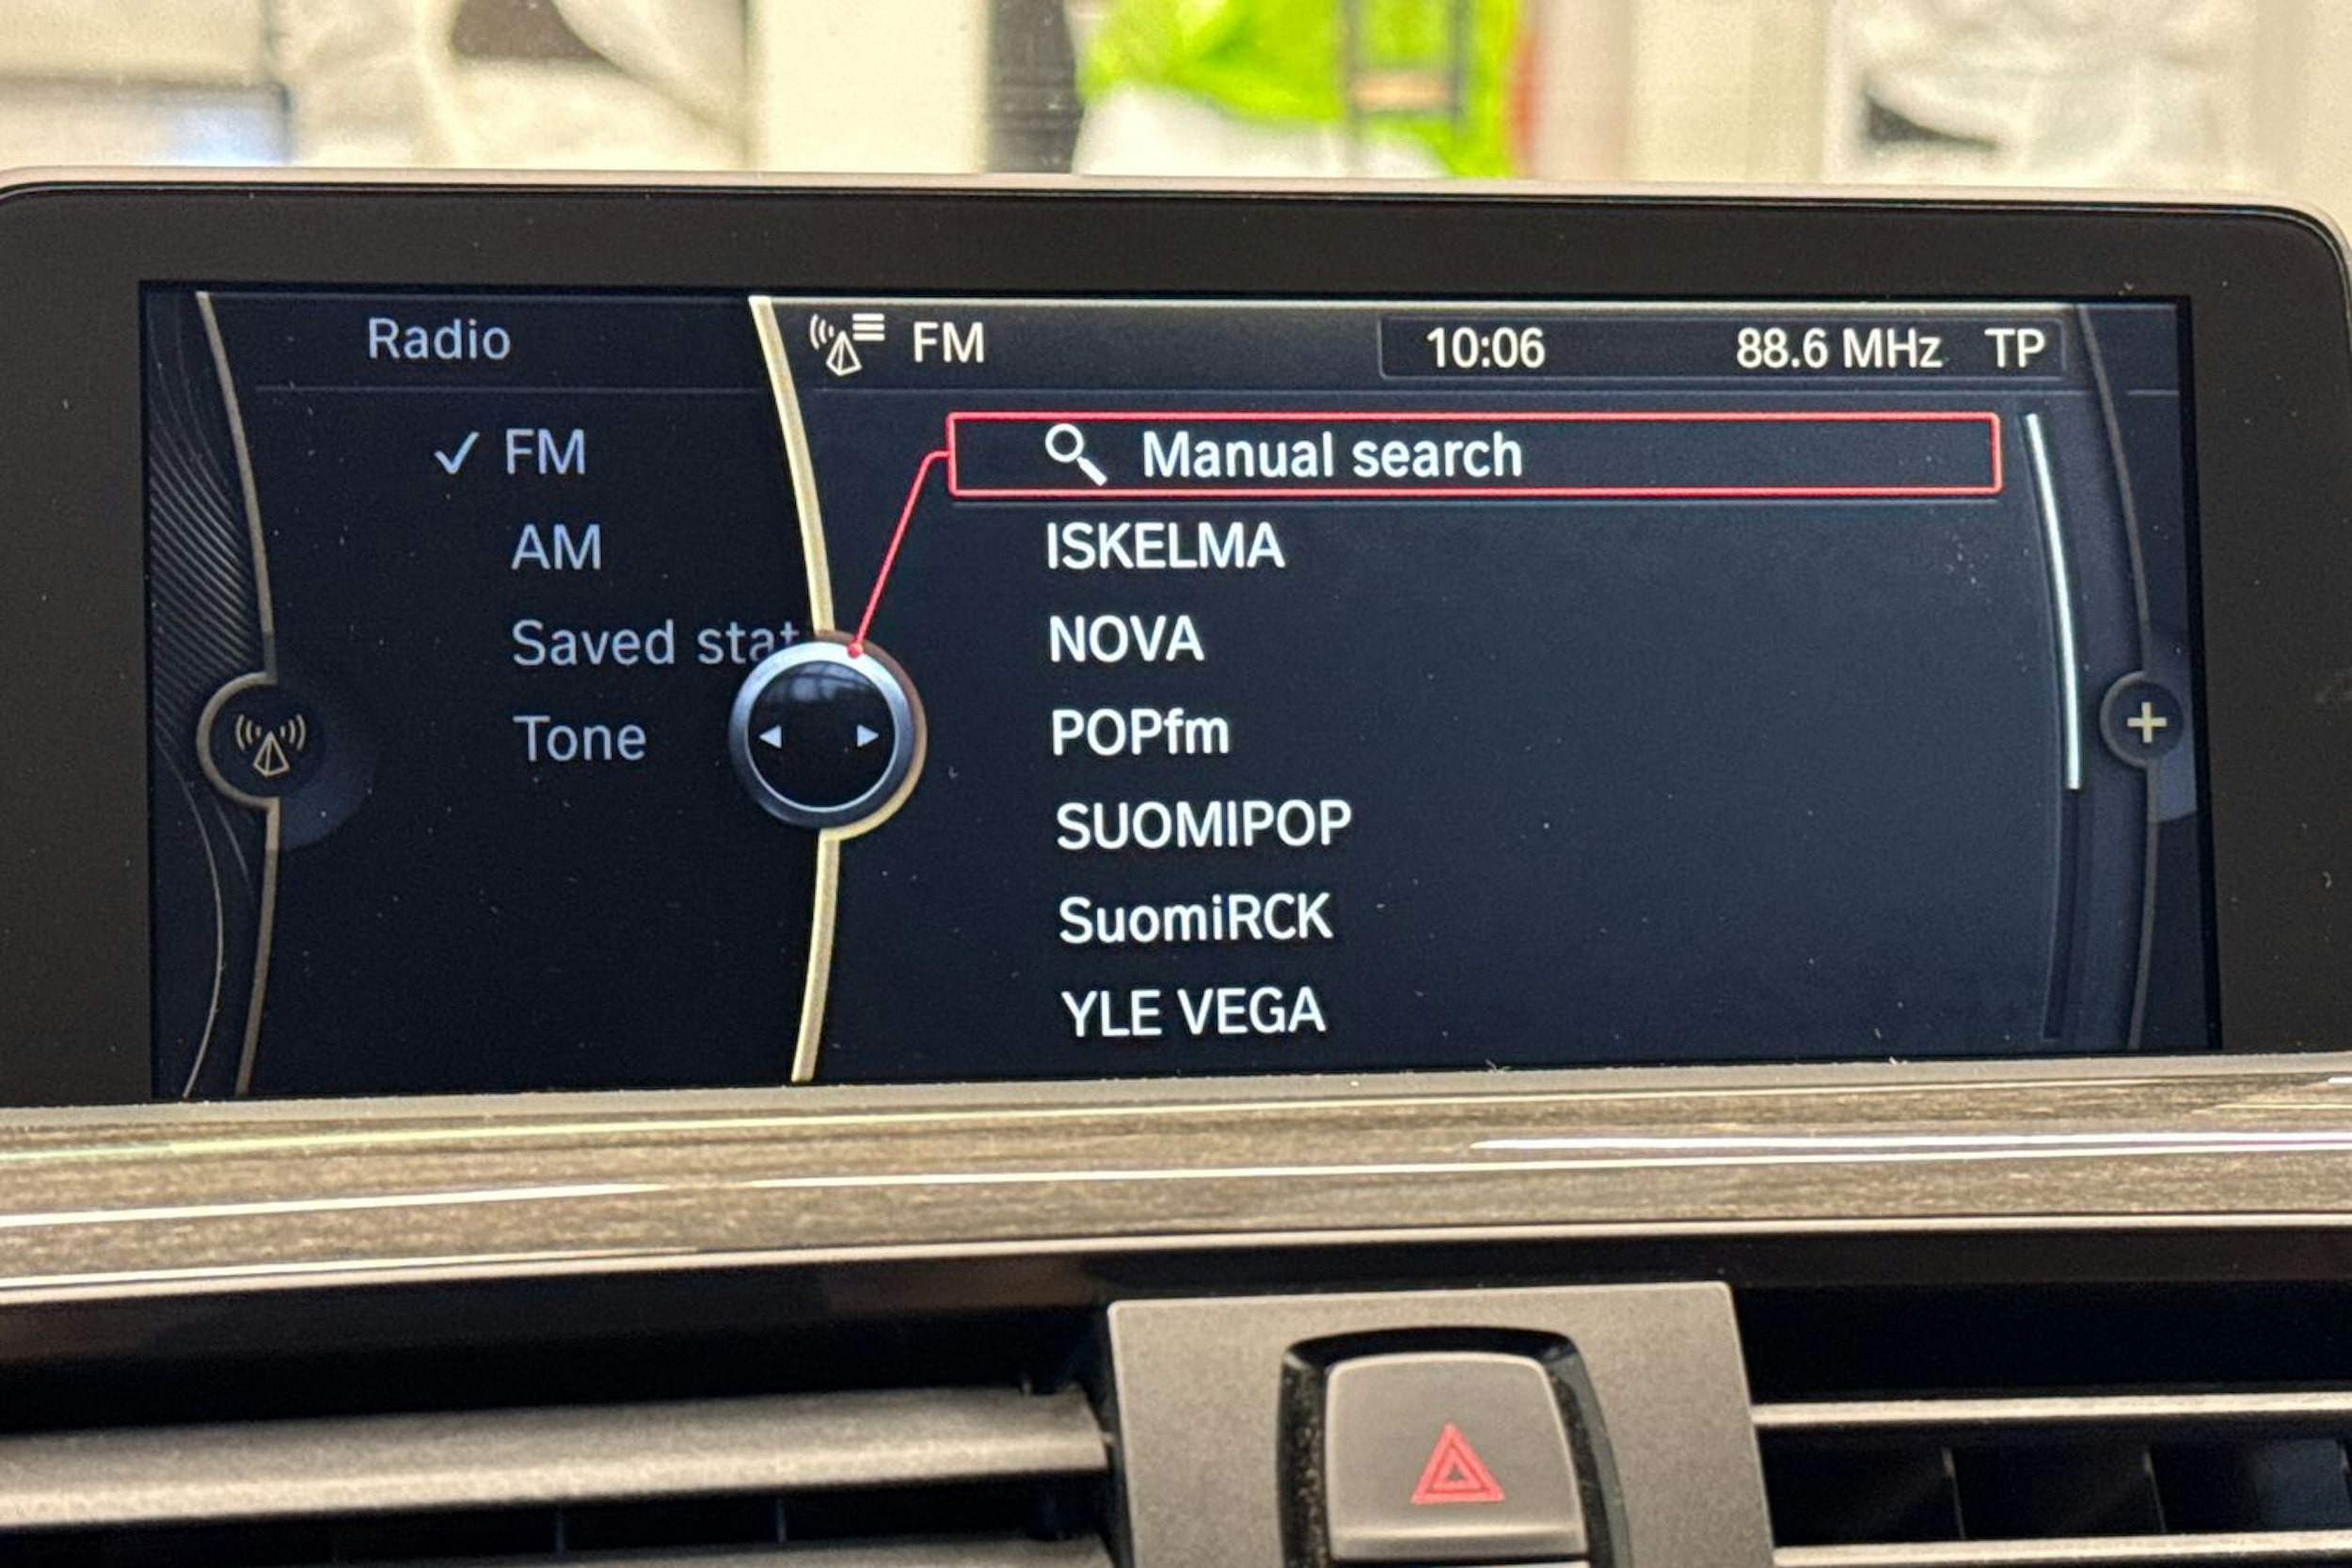 Radio
FM
AM
Saved stat
Tone
FM
10:06 88.6 MHz TP
Manual search
ISKELMA
NOVA
POPfm
SUOMIPOP
SuomiRCK
YLE VEGA